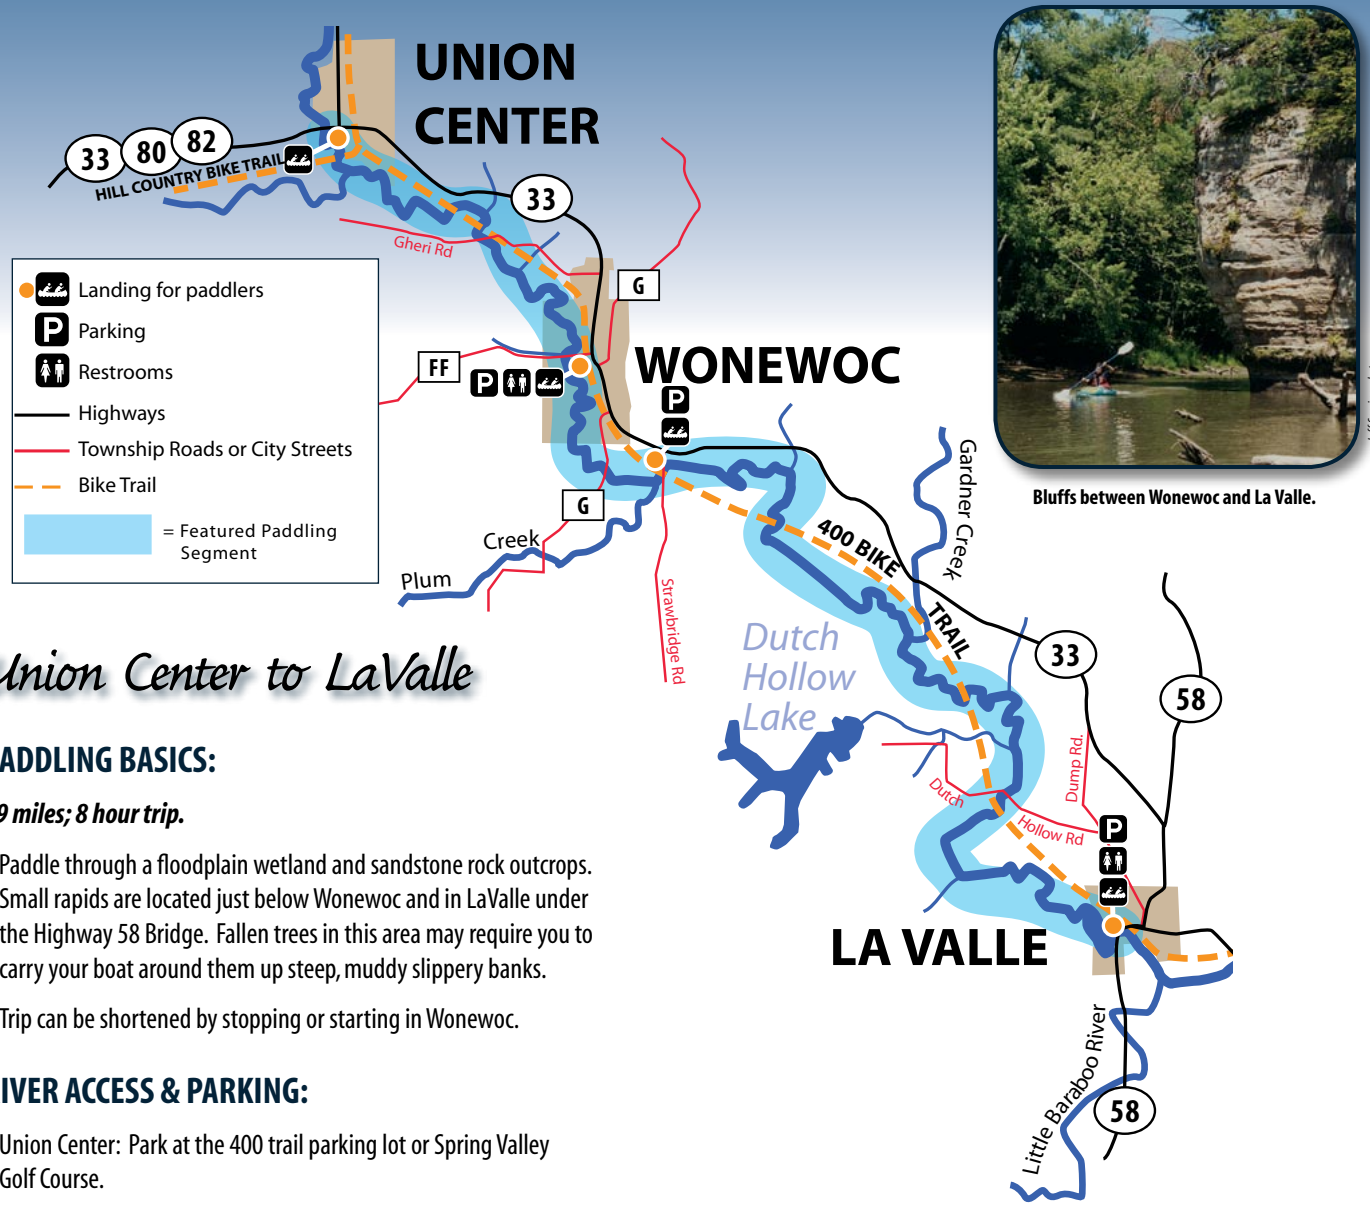 UNION
CENTER
33
80
82
HILL COUNTRY BIKE TRAIL
33
Gheri Rd
G
Landing for paddlers
P Parking
Restrooms
Highways
Township Roads or City Streets
Bike Trail
= Featured Paddling
Segment
FF
P
WONEWOC
P
G
Creek
Plum
Strawbridge Rd
400 BIKE
TRAIL
Gardner Creek
Bluffs between Wonewoc and La Valle.
Dutch
Hollow
Lake
33
58
Dump Rd.
Dutch
Hollow Rd
P
LA VALLE
Little Baraboo River
58
Union Center to LaValle
ADDLING BASICS:
9 miles; 8 hour trip.
Paddle through a floodplain wetland and sandstone rock outcrops.
Small rapids are located just below Wonewoc and in LaValle under
the Highway 58 Bridge. Fallen trees in this area may require you to
carry your boat around them up steep, muddy slippery banks.
Trip can be shortened by stopping or starting in Wonewoc.
IVER ACCESS & PARKING:
Union Center: Park at the 400 trail parking lot or Spring Valley
Golf Course.